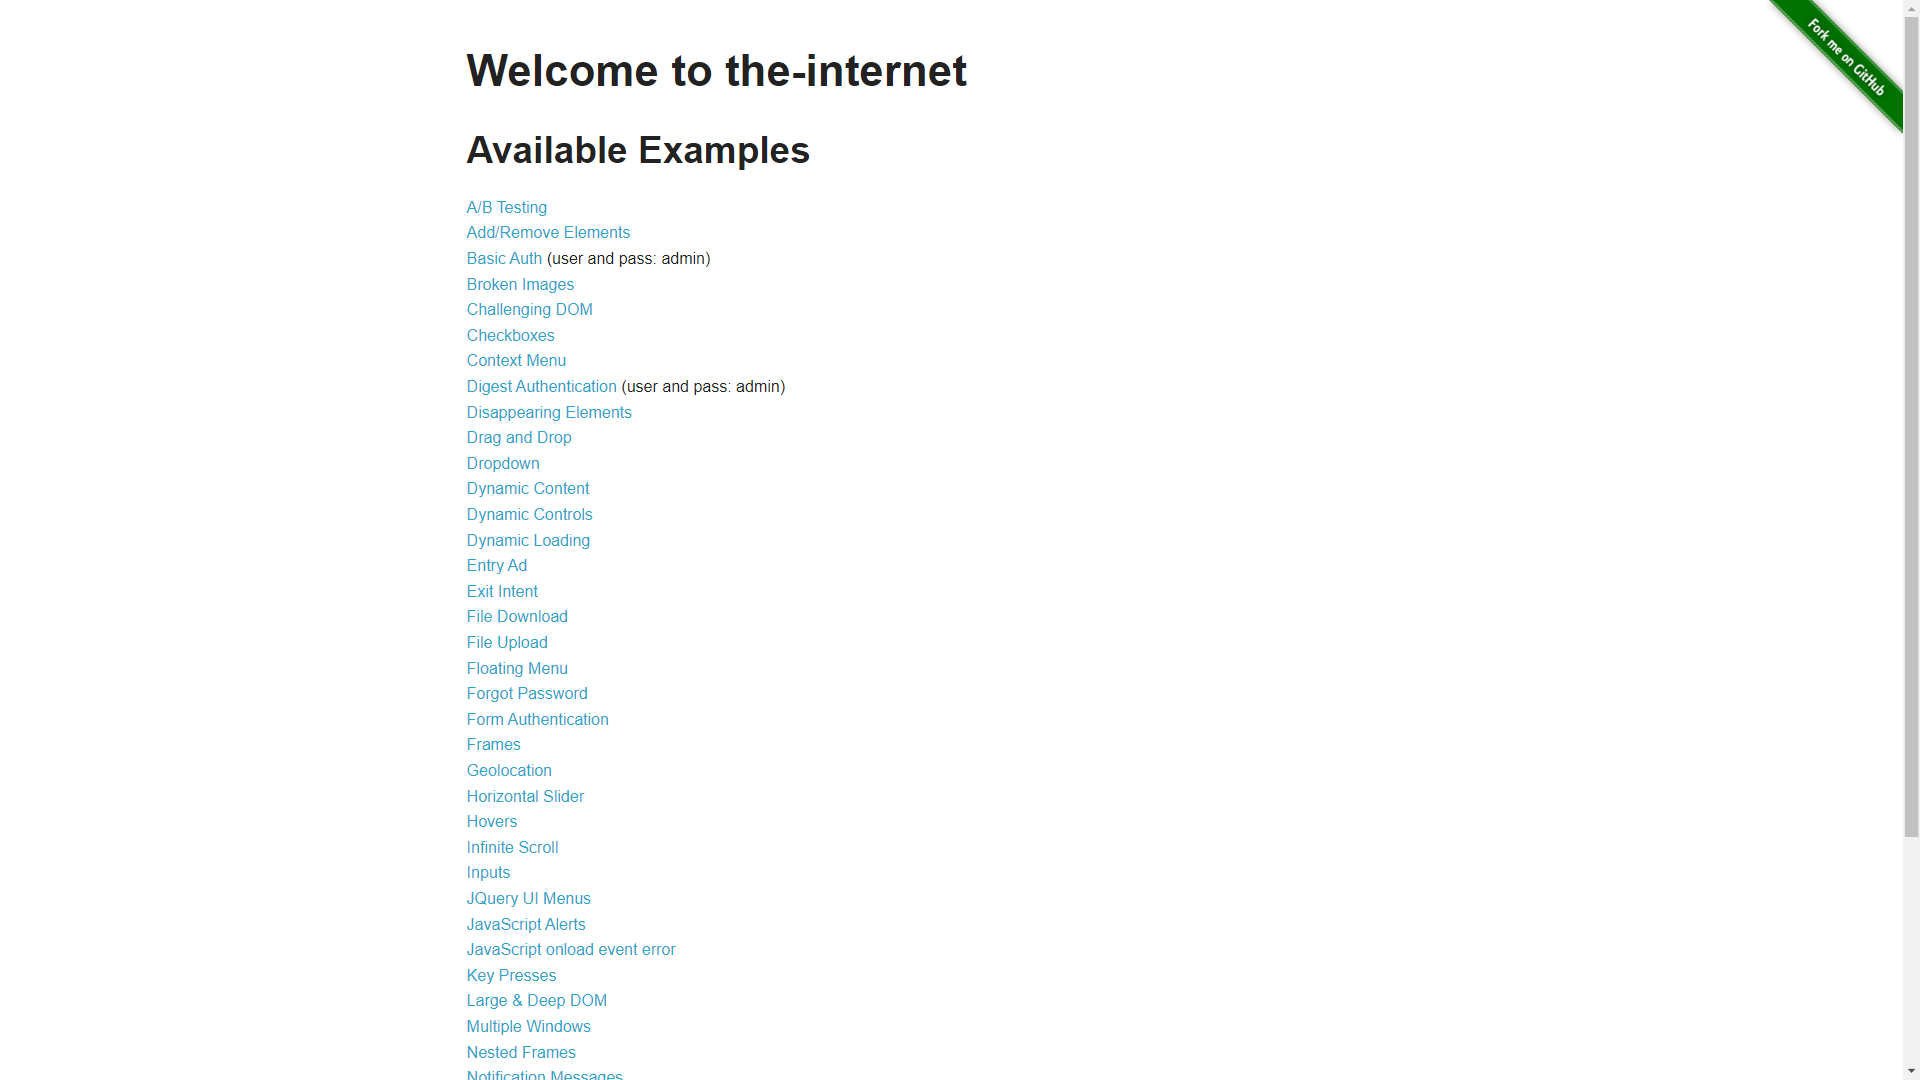 Fork me on GitHub
Welcome to the-internet
Available Examples
A/B Testing
Add/Remove Elements
Basic Auth (user and pass: admin)
Broken Images
Challenging DOM
Checkboxes
Context Menu
Digest Authentication (user and pass: admin)
Disappearing Elements
Drag and Drop
Dropdown
Dynamic Content
Dynamic Controls
Dynamic Loading
Entry Ad
Exit Intent
File Download
File Upload
Floating Menu
Forgot Password
Form Authentication
Frames
Geolocation
Horizontal Slider
Hovers
Infinite Scroll
Inputs
JQuery UI Menus
JavaScript Alerts
JavaScript onload event error
Key Presses
Large & Deep DOM
Multiple Windows
Nested Frames
Notification Messages